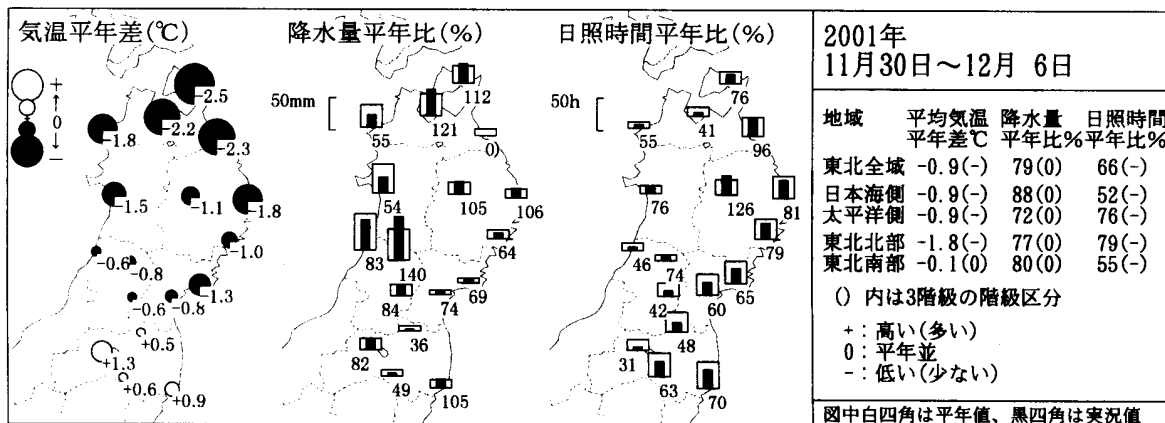 気温平年差(℃)
+
↑
0
↓
−
-2.5
-2.2
-1.8
-2.3
-1.5
-1.1
-1.8
-1.0
-0.6
-0.8
-1.3
-0.6
-0.8
+0.5
+1.3
+0.6
+0.9
降水量平年比(%)
50mm
112
121
55
0
54
105
106
64
83
140
69
84
74
36
82
49
105
日照時間平年比(%)
50h
76
41
55
96
76
126
81
79
46
74
65
42
60
48
31
63
70
2001年
11月30日～12月 6日
地域 平均気温 降水量 日照時間
平年差℃ 平年比% 平年比%
東北全域 -0.9(-) 79(0) 66(-)
日本海側 -0.9(-) 88(0) 52(-)
太平洋側 -0.9(-) 72(0) 76(-)
東北北部 -1.8(-) 77(0) 79(-)
東北南部 -0.1(0) 80(0) 55(-)
() 内は3階級の階級区分
+：高い(多い)
0：平年並
-：低い(少ない)
図中白四角は平年値、黒四角は実況値